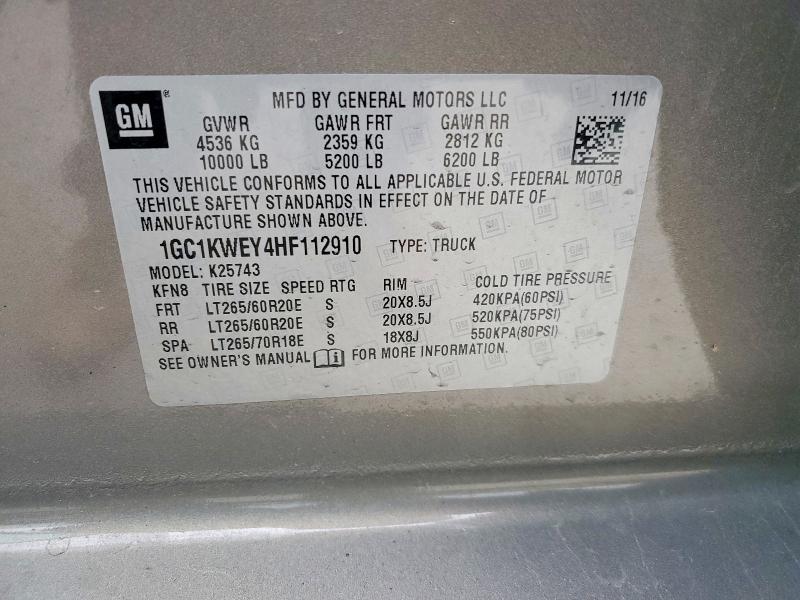 GM ®
MFD BY GENERAL MOTORS LLC 11/16
GVWR GAWR FRT GAWR RR
4536 KG 2359 KG 2812 KG
10000 LB 5200 LB 6200 LB
THIS VEHICLE CONFORMS TO ALL APPLICABLE U.S. FEDERAL MOTOR
VEHICLE SAFETY STANDARDS IN EFFECT ON THE DATE OF
MANUFACTURE SHOWN ABOVE.
1GC1KWEY4HF112910 TYPE: TRUCK
MODEL: K25743
KFN8 TIRE SIZE SPEED RTG RIM COLD TIRE PRESSURE
FRT LT265/60R20E S 20X8.5J 420KPA(60PSI)
RR LT265/60R20E S 20X8.5J 520KPA(75PSI)
SPA LT265/70R18E S 18X8J 550KPA(80PSI)
SEE OWNER'S MANUAL i FOR MORE INFORMATION.